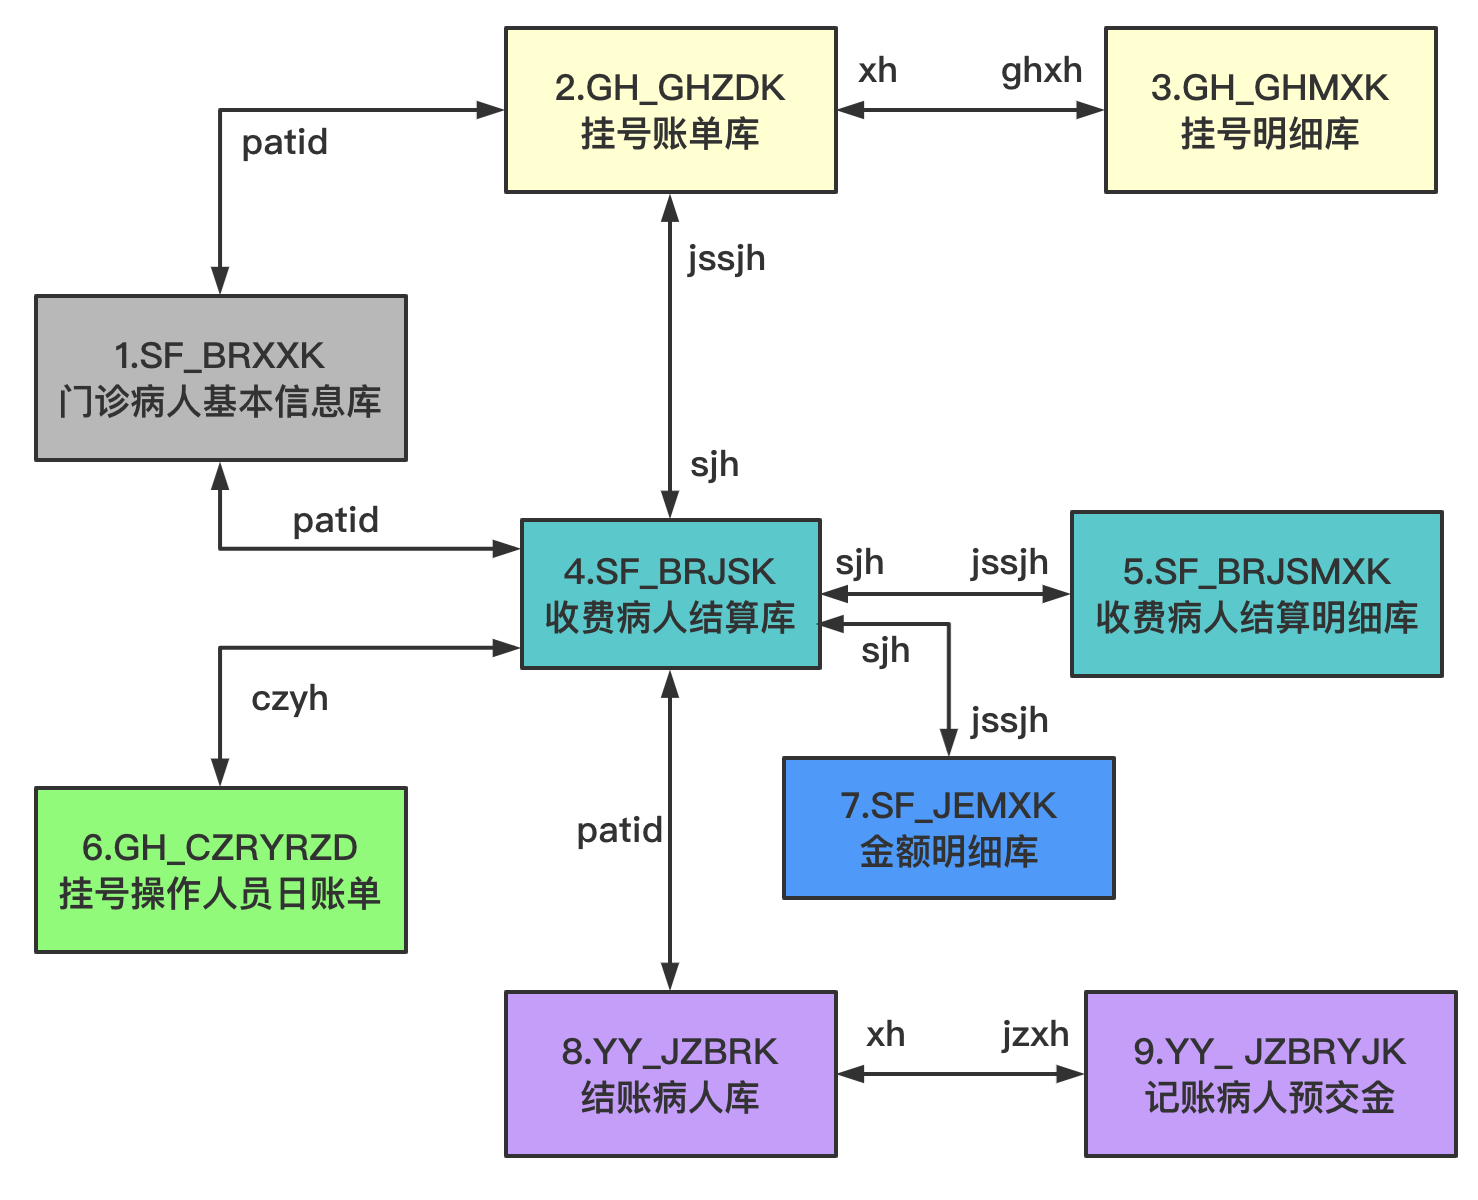 2.GH_GHZDK
挂号账单库
xh
ghxh
3.GH_GHMXK
挂号明细库
patid
jssjh
1.SF_BRXXK
门诊病人基本信息库
sjh
patid
4.SF_BRJSK
收费病人结算库
sjh
jssjh
5.SF_BRJSMXK
收费病人结算明细库
sjh
czyh
jssjh
7.SF_JEMXK
金额明细库
patid
6.GH_CZRYRZD
挂号操作人员日账单
8.YY_JZBRK
结账病人库
xh
jzxh
9.YY_ JZBRYJK
记账病人预交金